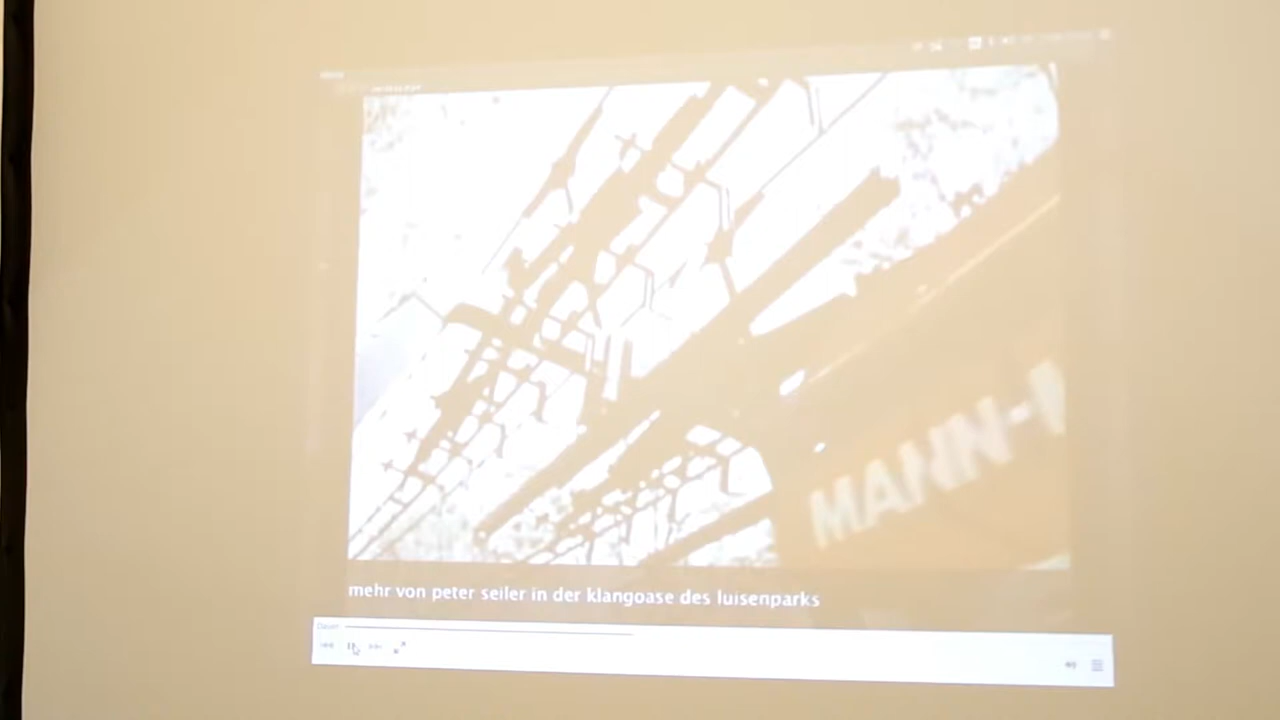 MANN-
mehr von peter seiler in der klangoase des luisenparks